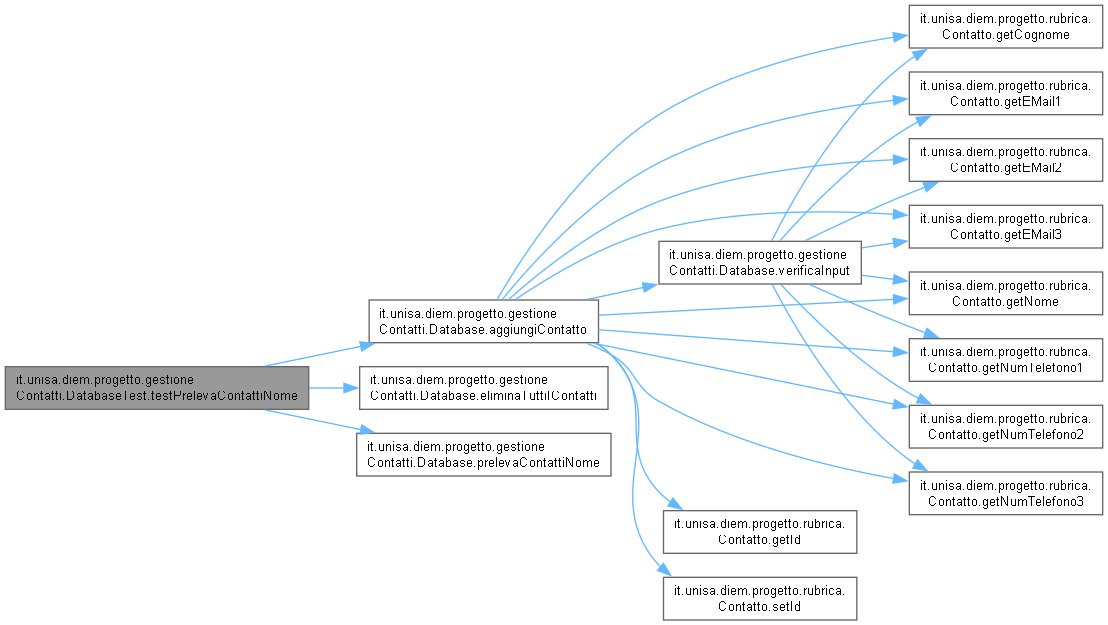 it.unisa.diem.progetto.gestione
Contatti.DatabaseTest.testPrelevaContattiNome
it.unisa.diem.progetto.gestione
Contatti.Database.aggiungiContatto
it.unisa.diem.progetto.gestione
Contatti.Database.eliminaTuttiIContatti
it.unisa.diem.progetto.gestione
Contatti.Database.prelevaContattiNome
it.unisa.diem.progetto.gestione
Contatti.Database.verificaInput
it.unisa.diem.progetto.rubrica.
Contatto.getId
it.unisa.diem.progetto.rubrica.
Contatto.setId
it.unisa.diem.progetto.rubrica.
Contatto.getCognome
it.unisa.diem.progetto.rubrica.
Contatto.getEMail1
it.unisa.diem.progetto.rubrica.
Contatto.getEMail2
it.unisa.diem.progetto.rubrica.
Contatto.getEMail3
it.unisa.diem.progetto.rubrica.
Contatto.getNome
it.unisa.diem.progetto.rubrica.
Contatto.getNumTelefono1
it.unisa.diem.progetto.rubrica.
Contatto.getNumTelefono2
it.unisa.diem.progetto.rubrica.
Contatto.getNumTelefono3